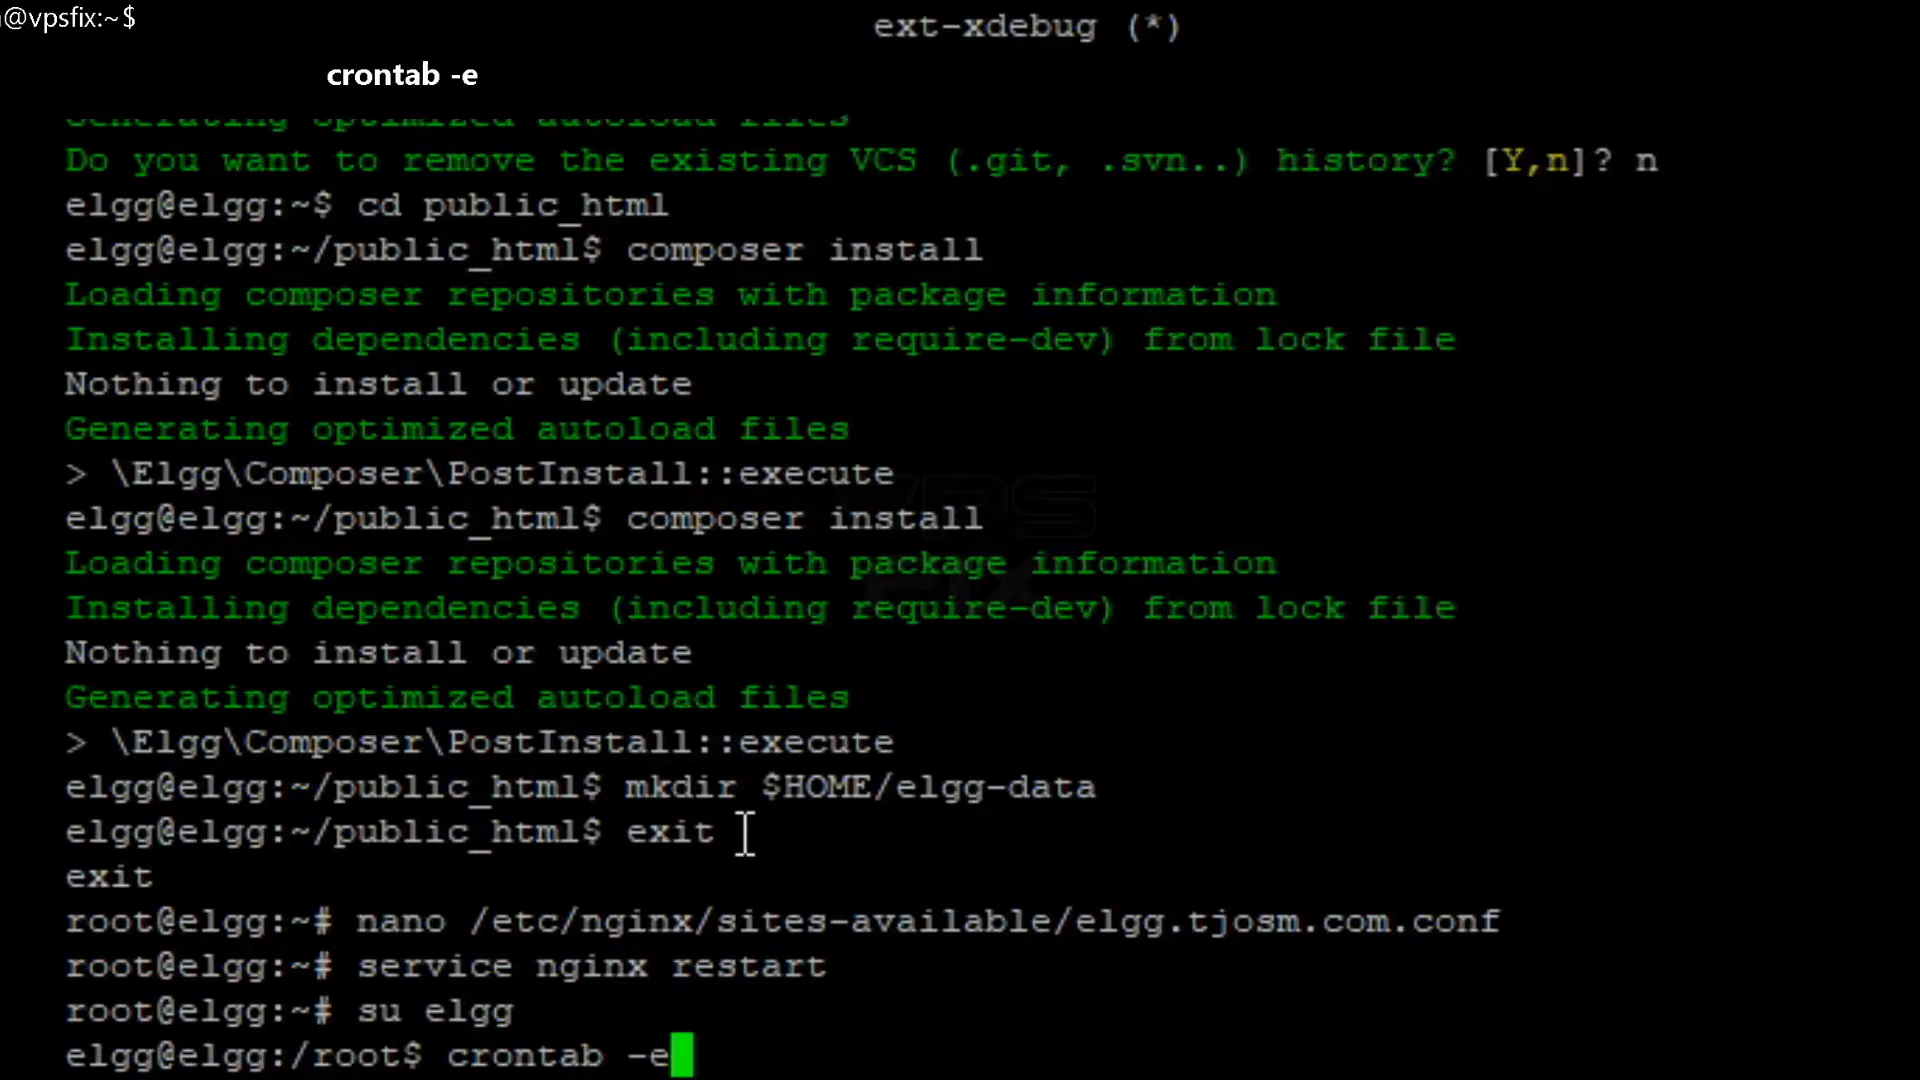 @vpsfix:~$
ext-xdebug (*)
crontab -e
Generating optimized autoload files
Do you want to remove the existing VCS (.git, .svn..) history? [Y,n]? n
elgg@elgg:~$ cd public_html
elgg@elgg:~/public_html$ composer install
Loading composer repositories with package information
Installing dependencies (including require-dev) from lock file
Nothing to install or update
Generating optimized autoload files
> \Elgg\Composer\PostInstall::execute
elgg@elgg:~/public_html$ composer install
Loading composer repositories with package information
Installing dependencies (including require-dev) from lock file
Nothing to install or update
Generating optimized autoload files
> \Elgg\Composer\PostInstall::execute
elgg@elgg:~/public_html$ mkdir $HOME/elgg-data
elgg@elgg:~/public_html$ exit
exit
root@elgg:~# nano /etc/nginx/sites-available/elgg.tjosm.com.conf
root@elgg:~# service nginx restart
root@elgg:~# su elgg
elgg@elgg:/root$ crontab -e